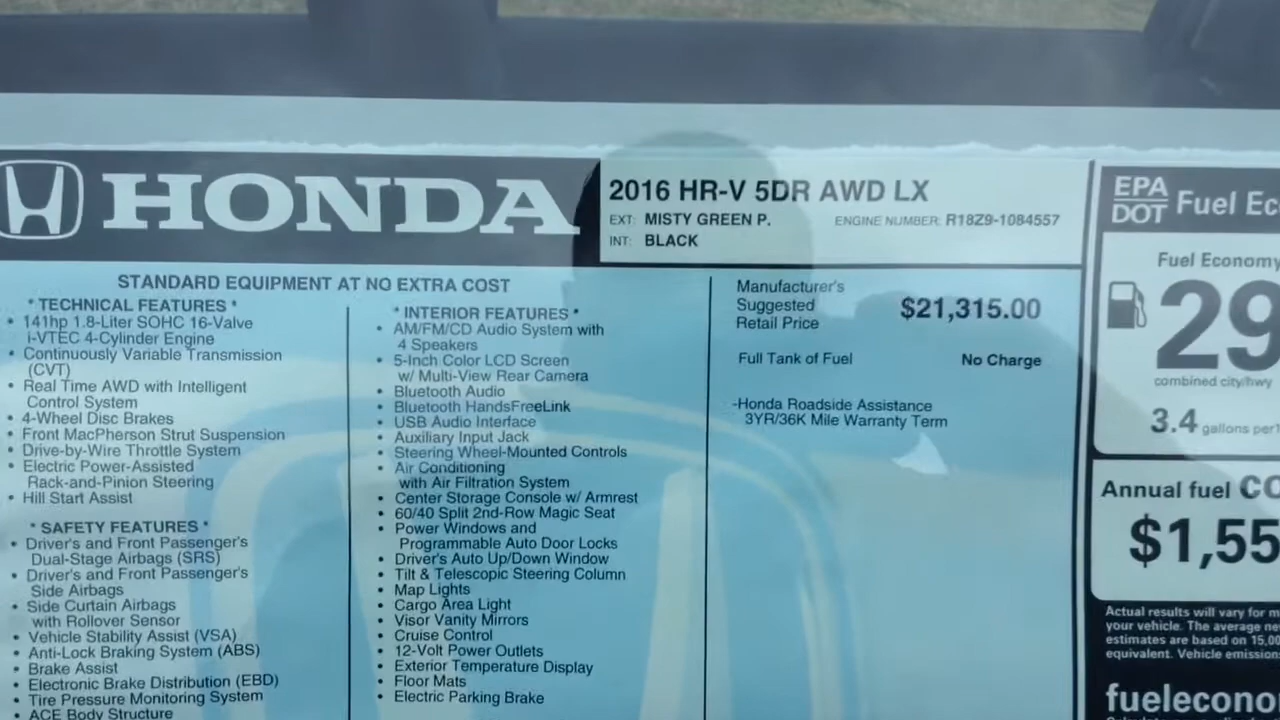 HONDA
2016 HR-V 5DR AWD LX
EXT: MISTY GREEN P. ENGINE NUMBER: R18Z9-1084557
INT: BLACK
STANDARD EQUIPMENT AT NO EXTRA COST
* TECHNICAL FEATURES *
• 141hp 1.8-Liter SOHC 16-Valve
i-VTEC 4-Cylinder Engine
• Continuously Variable Transmission
(CVT)
• Real Time AWD with Intelligent
Control System
• 4-Wheel Disc Brakes
• Front MacPherson Strut Suspension
• Drive-by-Wire Throttle System
• Electric Power-Assisted
Rack-and-Pinion Steering
• Hill Start Assist
* SAFETY FEATURES *
• Driver's and Front Passenger's
Dual-Stage Airbags (SRS)
• Driver's and Front Passenger's
Side Airbags
• Side Curtain Airbags
with Rollover Sensor
• Vehicle Stability Assist (VSA)
• Anti-Lock Braking System (ABS)
• Brake Assist
• Electronic Brake Distribution (EBD)
• Tire Pressure Monitoring System
• ACE Body Structure
* INTERIOR FEATURES *
• AM/FM/CD Audio System with
4 Speakers
• 5-Inch Color LCD Screen
w/ Multi-View Rear Camera
• Bluetooth Audio
• Bluetooth HandsFreeLink
• USB Audio Interface
• Auxiliary Input Jack
• Steering Wheel-Mounted Controls
• Air Conditioning
with Air Filtration System
• Center Storage Console w/ Armrest
• 60/40 Split 2nd-Row Magic Seat
• Power Windows and
Programmable Auto Door Locks
• Driver's Auto Up/Down Window
• Tilt & Telescopic Steering Column
• Map Lights
• Cargo Area Light
• Visor Vanity Mirrors
• Cruise Control
• 12-Volt Power Outlets
• Exterior Temperature Display
• Floor Mats
• Electric Parking Brake
Manufacturer's
Suggested
Retail Price $21,315.00
Full Tank of Fuel No Charge
-Honda Roadside Assistance
3YR/36K Mile Warranty Term
EPA
DOT Fuel Ec
Fuel Economy
29
combined city/hwy
3.4 gallons per
Annual fuel CO
$1,55
Actual results will vary for m
your vehicle. The average ne
estimates are based on 15,00
equivalent. Vehicle emissions
fuelecono